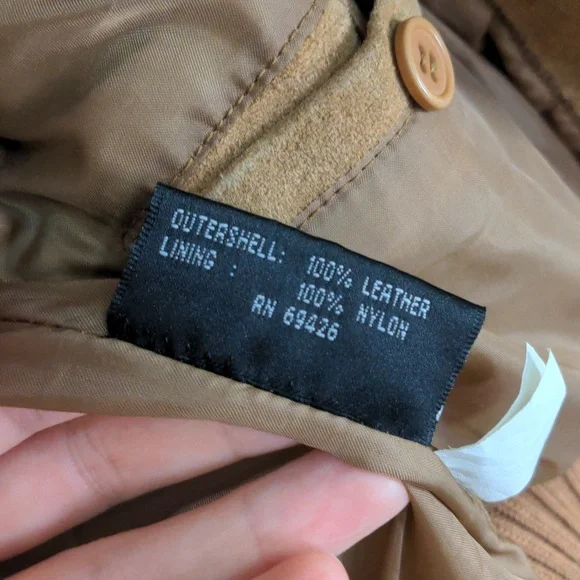 OUTERSHELL: 100% LEATHER
LINING : 100% NYLON
RN 69426